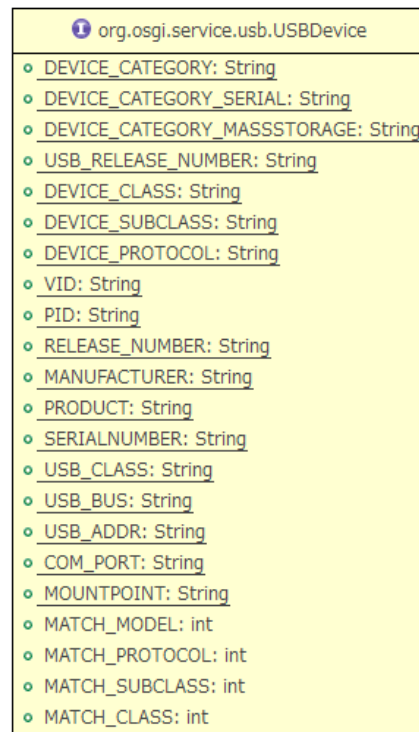 I org.osgi.service.usb.USBDevice
DEVICE_CATEGORY: String
DEVICE_CATEGORY_SERIAL: String
DEVICE_CATEGORY_MASSSTORAGE: String
USB_RELEASE_NUMBER: String
DEVICE_CLASS: String
DEVICE_SUBCLASS: String
DEVICE_PROTOCOL: String
VID: String
PID: String
RELEASE_NUMBER: String
MANUFACTURER: String
PRODUCT: String
SERIALNUMBER: String
USB_CLASS: String
USB_BUS: String
USB_ADDR: String
COM_PORT: String
MOUNTPOINT: String
MATCH_MODEL: int
MATCH_PROTOCOL: int
MATCH_SUBCLASS: int
MATCH_CLASS: int